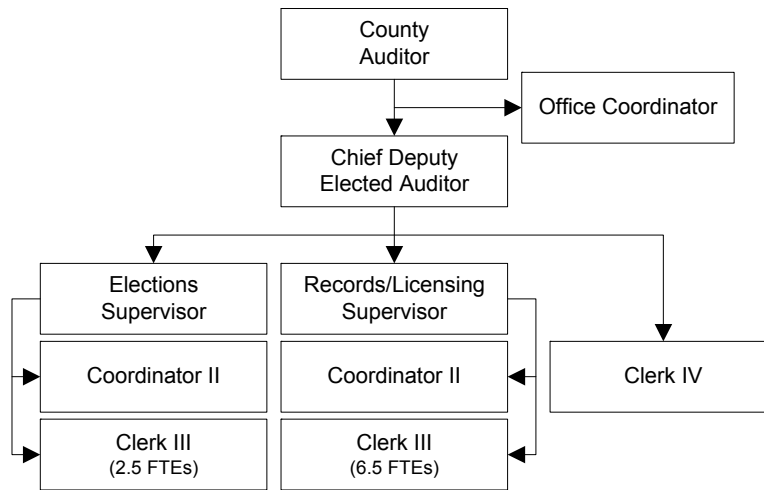 County
Auditor
Office Coordinator
Chief Deputy
Elected Auditor
Elections
Supervisor
Records/Licensing
Supervisor
Coordinator II
Coordinator II
Clerk IV
Clerk III
(2.5 FTEs)
Clerk III
(6.5 FTEs)